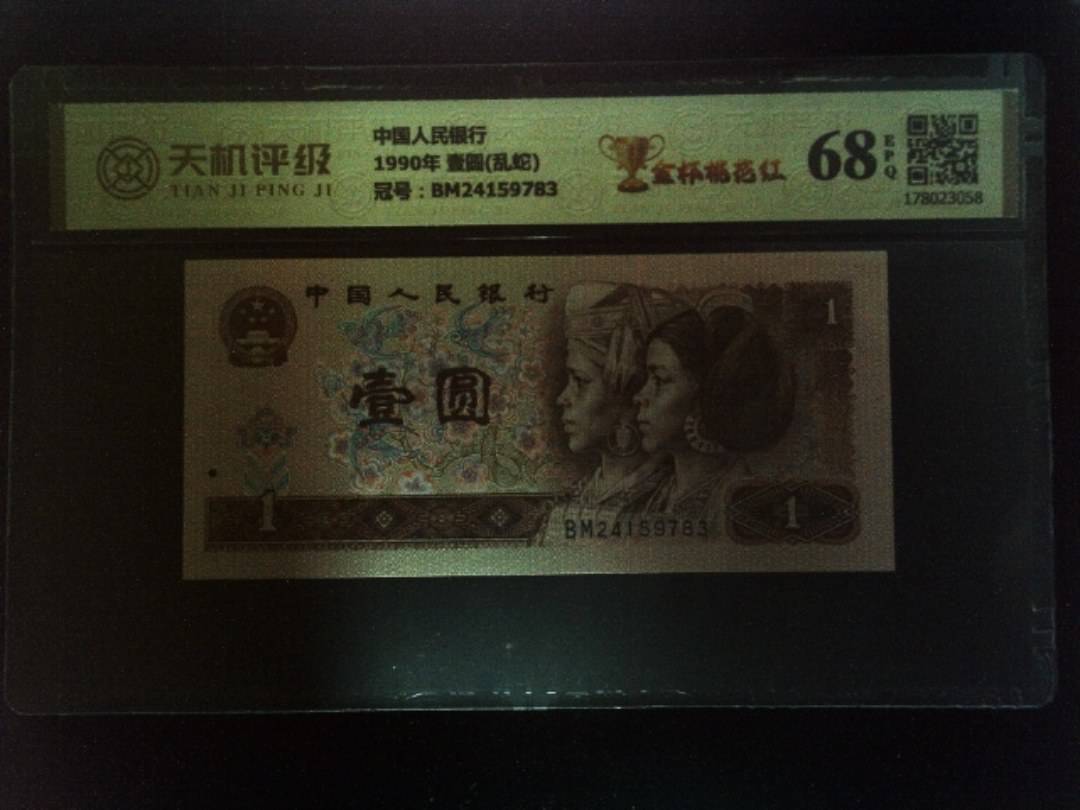 天机评级
TIAN JI PING JI
中国人民银行
1990年 壹圆(乱蛇)
冠号：BM24159783
金杯桃花红
68
EPQ
178023058
中国人民银行
1
壹圆
1
BM24159783
1